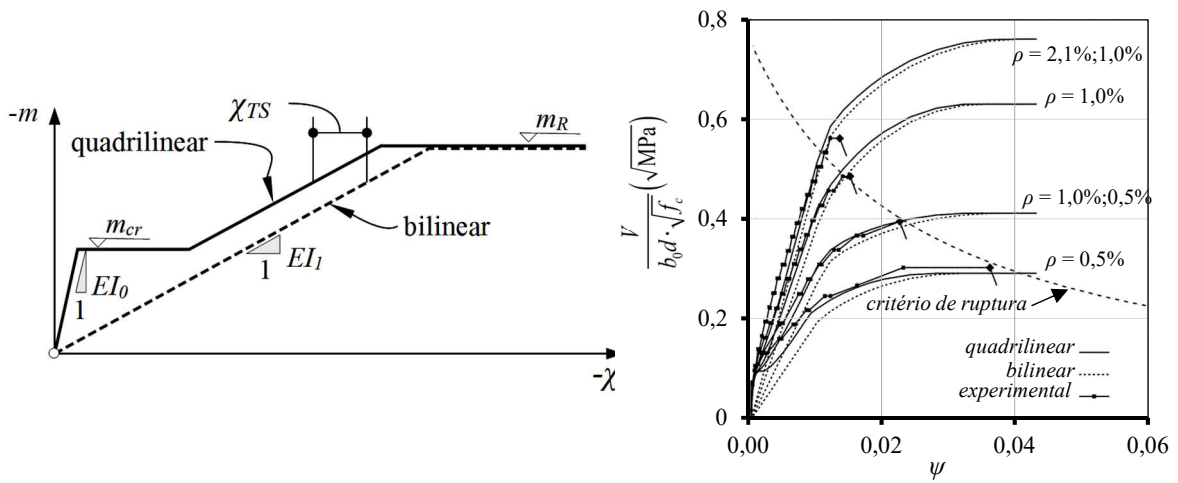 -m
χTS
quadrilinear
mR
mcr
bilinear
EI0
1
EI1
1
-χ
V
b0d·√fc
(√MPa)
0,8
0,6
0,4
0,2
0
0,00
0,02
0,04
0,06
ψ
ρ = 2,1%;1,0%
ρ = 1,0%
ρ = 1,0%;0,5%
ρ = 0,5%
critério de ruptura
quadrilinear
bilinear
experimental